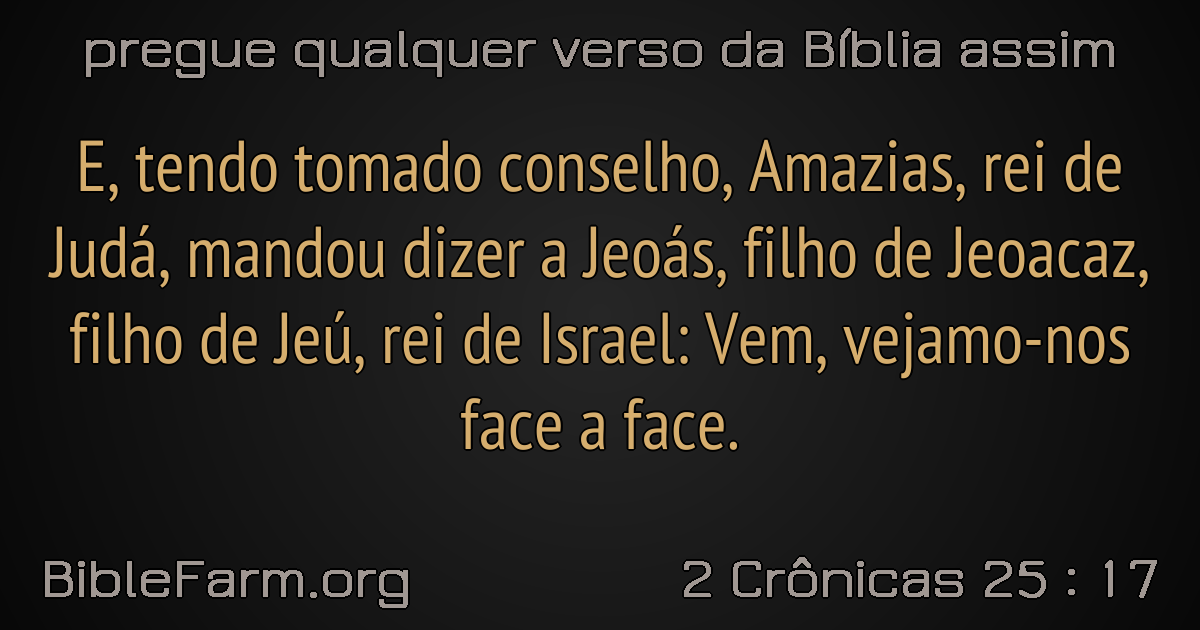 pregue qualquer verso da Bíblia assim
E, tendo tomado conselho, Amazias, rei de
Judá, mandou dizer a Jeoás, filho de Jeoacaz,
filho de Jeú, rei de Israel: Vem, vejamo-nos
face a face.
BibleFarm.org
2 Crônicas 25 : 17